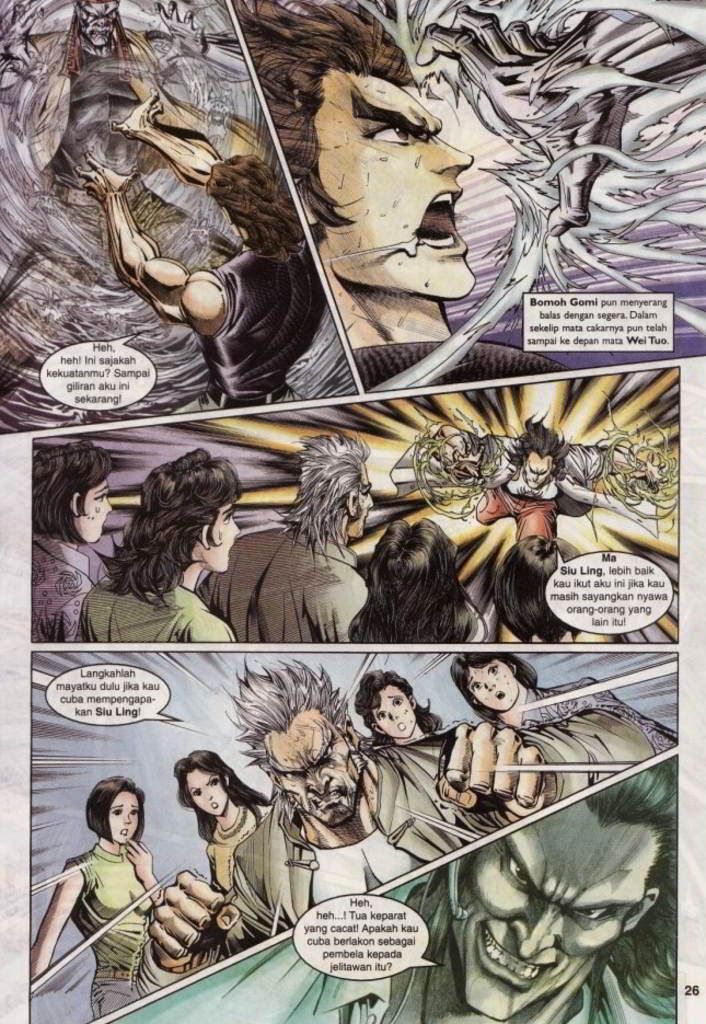 Heh,
heh! Ini sajakah
kekuatanmu? Sampai
giliran aku ini
sekarang!
Bomoh Gomi pun menyerang
balas dengan segera. Dalam
sekelip mata cakarnya pun telah
sampai ke depan mata Wei Tuo.
Ma
Siu Ling, lebih baik
kau ikut aku ini jika kau
masih sayangkan nyawa
orang-orang yang
lain itu!
Langkahlah
mayatku dulu jika kau
cuba mengapa-
kan Siu Ling!
Heh,
heh...! Tua keparat
yang cacat! Apakah kau
cuba berlakon sebagai
pembela kepada
jelitawan itu?
26